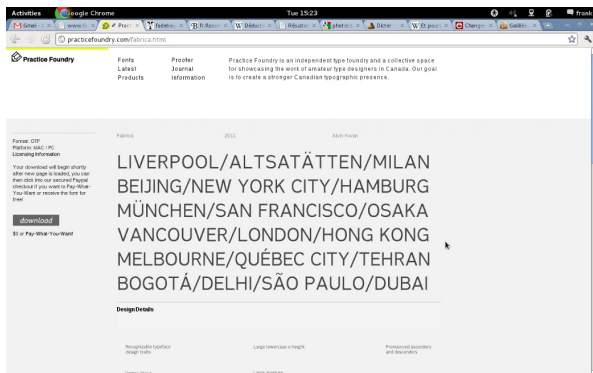 Activities
Google Chrome
Tue 15:23
frank
practicefoundry.com/fabrica.html
Practice Foundry
Fonts
Latest
Products
Proofer
Journal
Information
Practice Foundry is an independent type foundry and a collective space
for showcasing the work of amateur type designers in Canada. Our goal
is to create a stronger Canadian typographic presence.
Format: OTF
Platform: MAC / PC
Licensing Information
Your download will begin shortly
after new page is loaded, you can
then click into our secured Paypal
checkout if you want to Pay-What-
You-Want or receive the font for
free!
download
$0 or Pay-What-You-Want!
Fabrica
2011
Alvin Kwan
LIVERPOOL/ALTSATÄTTEN/MILAN
BEIJING/NEW YORK CITY/HAMBURG
MÜNCHEN/SAN FRANCISCO/OSAKA
VANCOUVER/LONDON/HONG KONG
MELBOURNE/QUÉBEC CITY/TEHRAN
BOGOTÁ/DELHI/SÃO PAULO/DUBAI
Design Details
Recognizable typeface
design traits
Large lowercase x-height
Pronounced ascenders
and descenders